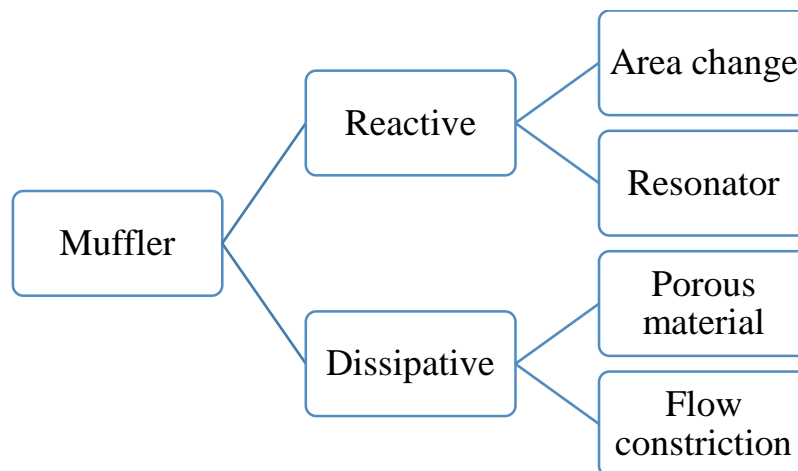 Area change
Reactive
Resonator
Muffler
Porous
material
Dissipative
Flow
constriction